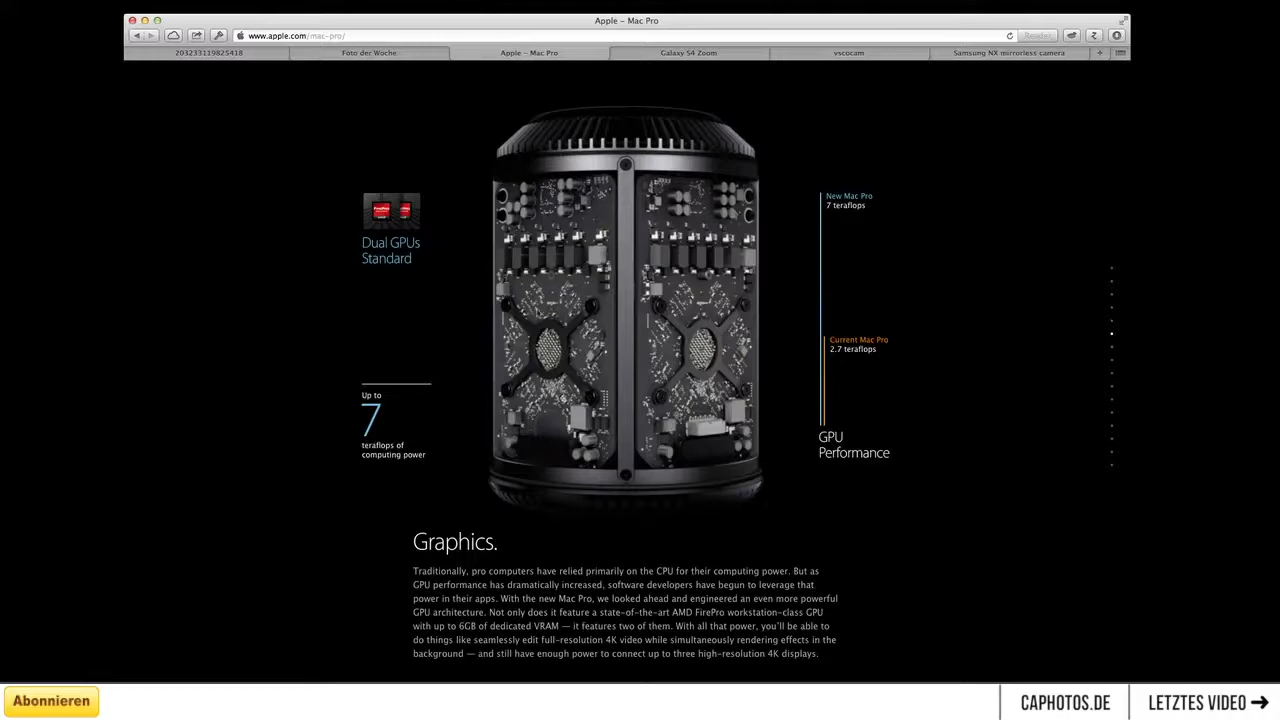 Apple – Mac Pro
www.apple.com/mac-pro/
Reader
203233119825418
Foto der Woche
Apple – Mac Pro
Galaxy S4 Zoom
vscocam
Samsung NX mirrorless camera
FirePro
Dual GPUs
Standard
Up to
7
teraflops of
computing power
New Mac Pro
7 teraflops
Current Mac Pro
2.7 teraflops
GPU
Performance
Graphics.
Traditionally, pro computers have relied primarily on the CPU for their computing power. But as
GPU performance has dramatically increased, software developers have begun to leverage that
power in their apps. With the new Mac Pro, we looked ahead and engineered an even more powerful
GPU architecture. Not only does it feature a state-of-the-art AMD FirePro workstation-class GPU
with up to 6GB of dedicated VRAM — it features two of them. With all that power, you'll be able to
do things like seamlessly edit full-resolution 4K video while simultaneously rendering effects in the
background — and still have enough power to connect up to three high-resolution 4K displays.
Abonnieren
CAPHOTOS.DE
LETZTES VIDEO →